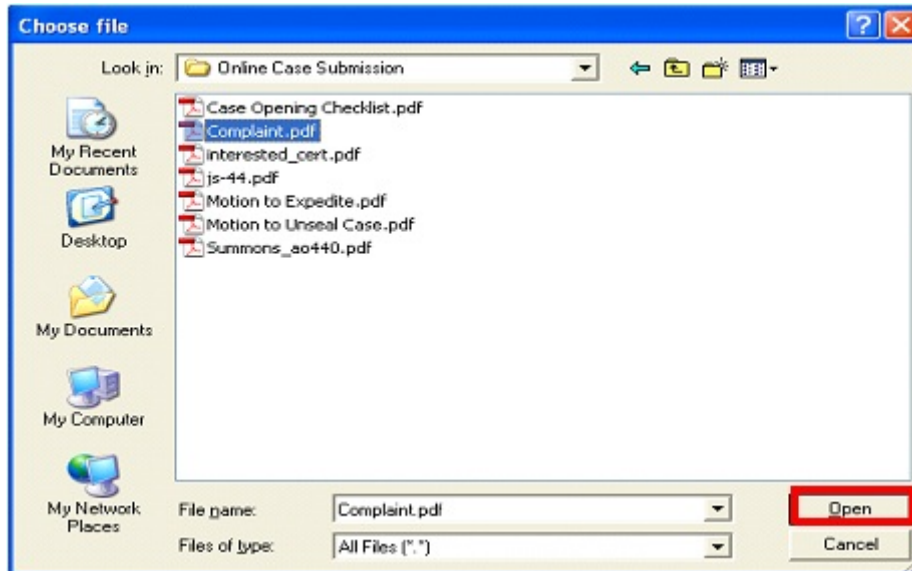 Choose file
Look in: Online Case Submission
My Recent Documents
Desktop
My Documents
My Computer
My Network Places
Case Opening Checklist.pdf
Complaint.pdf
interested_cert.pdf
js-44.pdf
Motion to Expedite.pdf
Motion to Unseal Case.pdf
Summons_ao440.pdf
File name: Complaint.pdf Open
Files of type: All Files (*.*) Cancel